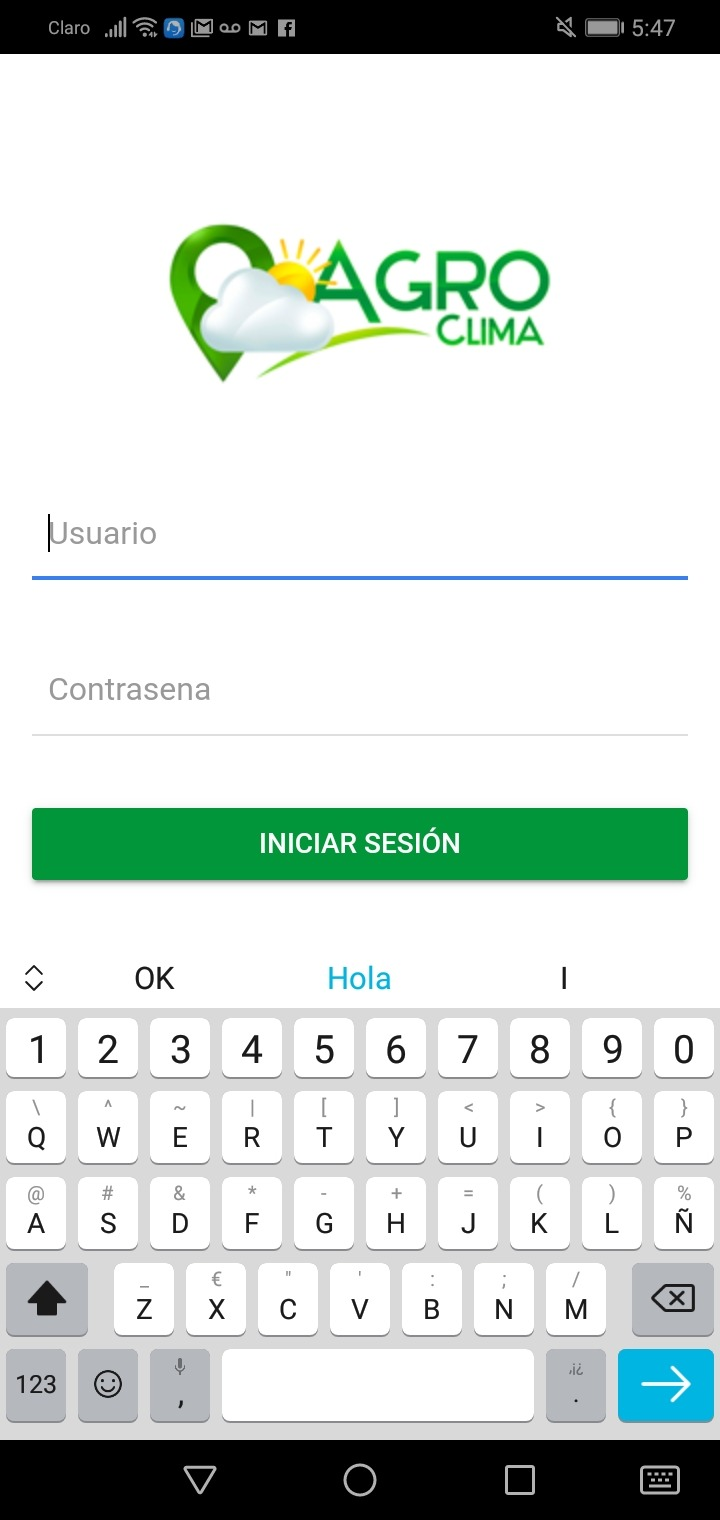 Claro 5:47
AGRO
CLIMA
Usuario
Contrasena
INICIAR SESIÓN
OK Hola I
1 2 3 4 5 6 7 8 9 0
\ ^ ~ | [ ] < > { }
Q W E R T Y U I O P
@ # & * - + = ( ) %
A S D F G H J K L Ñ
_ € " ' : ; /
Z X C V B N M
123 , .